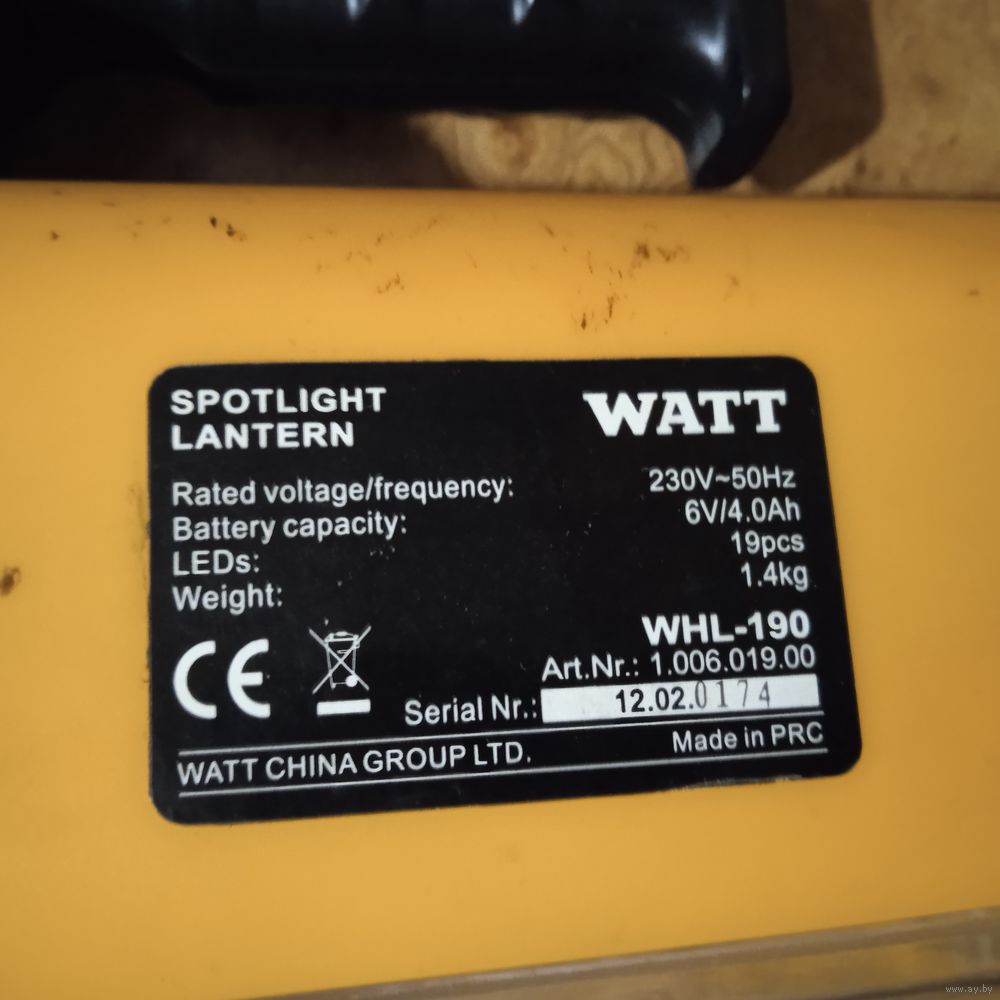 SPOTLIGHT
LANTERN
WATT
Rated voltage/frequency: 230V~50Hz
Battery capacity: 6V/4.0Ah
LEDs: 19pcs
Weight: 1.4kg
WHL-190
Art.Nr.: 1.006.019.00
CE
Serial Nr.: 12.02.0174
WATT CHINA GROUP LTD. Made in PRC
www.ay.by